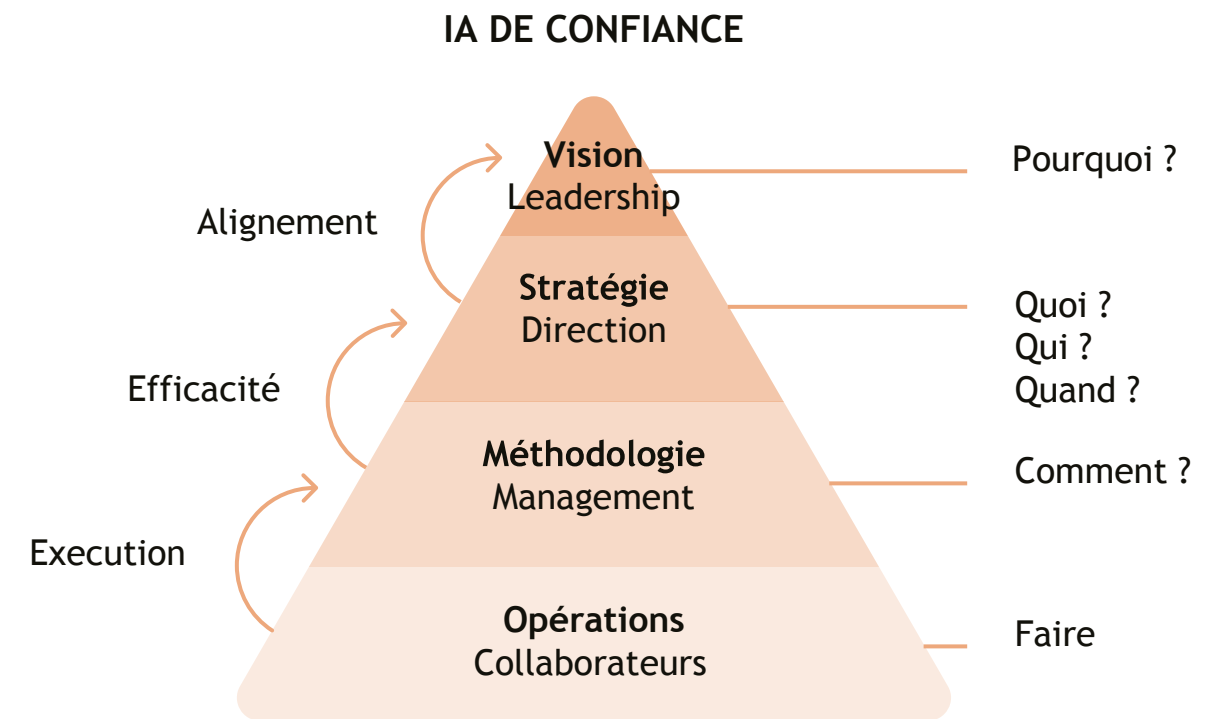 IA DE CONFIANCE
Vision
Leadership
Pourquoi ?
Alignement
Stratégie
Direction
Quoi ?
Qui ?
Quand ?
Efficacité
Méthodologie
Management
Comment ?
Execution
Opérations
Collaborateurs
Faire